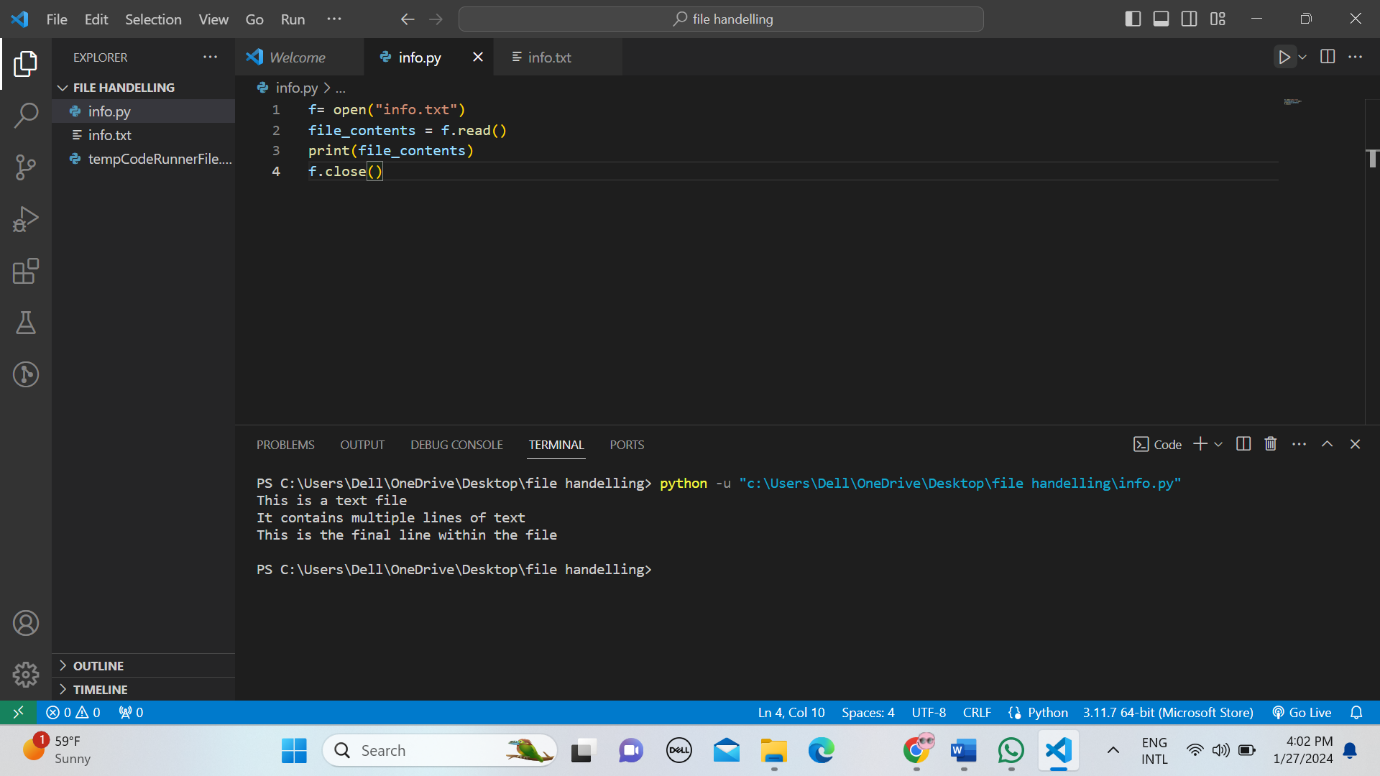 File Edit Selection View Go Run ··· file handelling
EXPLORER ···
FILE HANDELLING
info.py
info.txt
tempCodeRunnerFile....
OUTLINE
TIMELINE
Welcome info.py info.txt
info.py > ...
1 f= open("info.txt")
2 file_contents = f.read()
3 print(file_contents)
4 f.close()
PROBLEMS OUTPUT DEBUG CONSOLE TERMINAL PORTS Code
PS C:\Users\Dell\OneDrive\Desktop\file handelling> python -u "c:\Users\Dell\OneDrive\Desktop\file handelling\info.py"
This is a text file
It contains multiple lines of text
This is the final line within the file
PS C:\Users\Dell\OneDrive\Desktop\file handelling>
0 0 0 Ln 4, Col 10 Spaces: 4 UTF-8 CRLF Python 3.11.7 64-bit (Microsoft Store) Go Live
1 59°F Search DELL ENG 4:02 PM
Sunny INTL 1/27/2024